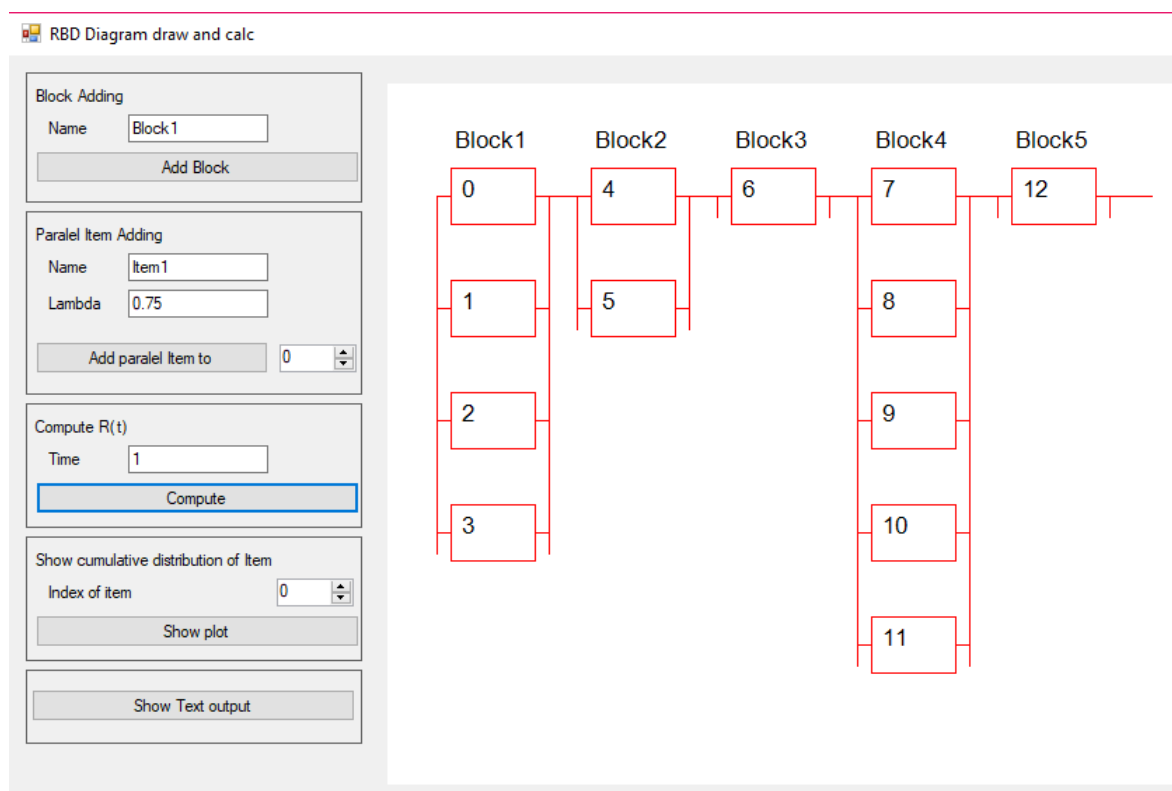 RBD Diagram draw and calc
Block Adding
Name Block1
Add Block
Paralel Item Adding
Name Item1
Lambda 0.75
Add paralel Item to 0
Compute R(t)
Time 1
Compute
Show cumulative distribution of Item
Index of item 0
Show plot
Show Text output
Block1 Block2 Block3 Block4 Block5
0 4 6 7 12
1 5 8
2 9
3 10
11